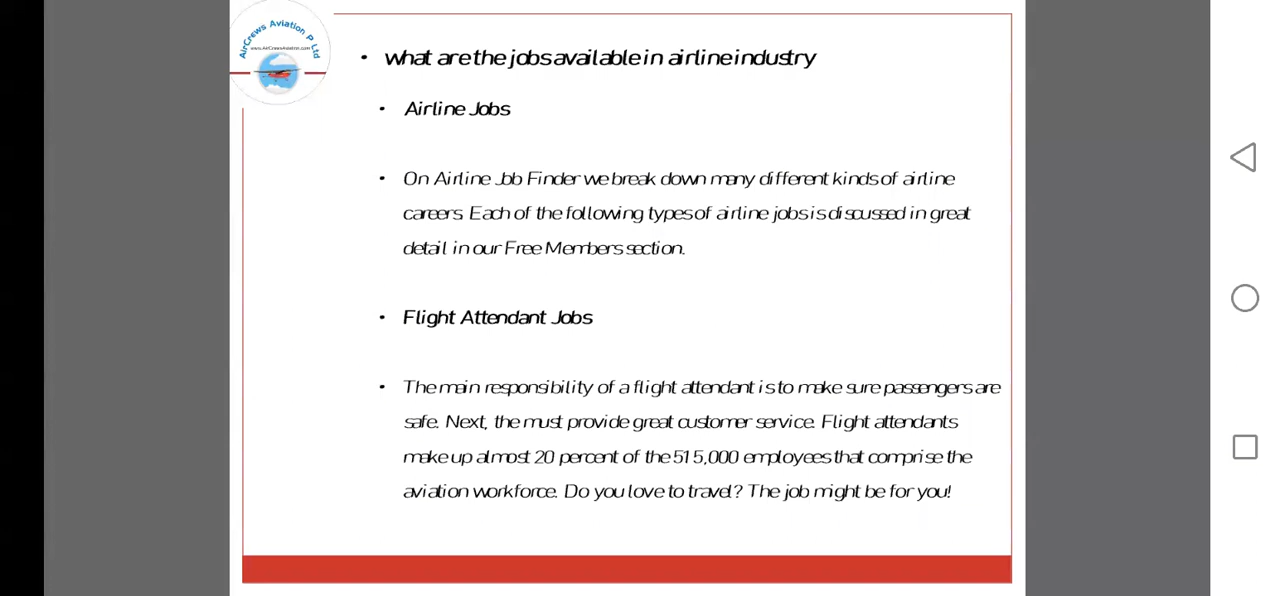 AirCrews Aviation P Ltd
www.AirCrewsAviation.com
• what are the jobs available in airline industry
• Airline Jobs
• On Airline Job Finder we break down many different kinds of airline
careers. Each of the following types of airline jobs is discussed in great
detail in our Free Members section.
• Flight Attendant Jobs
• The main responsibility of a flight attendant is to make sure passengers are
safe. Next, the must provide great customer service. Flight attendants
make up almost 20 percent of the 515,000 employees that comprise the
aviation workforce. Do you love to travel? The job might be for you!